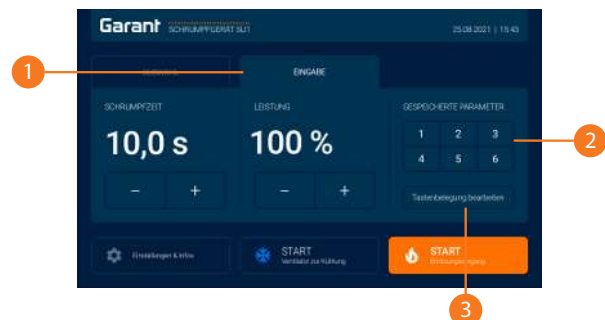 Garant SCHRUMPFGERÄT SU1
25.08.2021 | 15:43
1
EINGABE
SCHRUMPFZEIT
LEISTUNG
GESPEICHERTE PARAMETER
10,0 s
100 %
1 2 3
2
4 5 6
− +
− +
Tastenbelegung bearbeiten
Einstellungen & Infos
START
Ventilator zur Kühlung
START
3